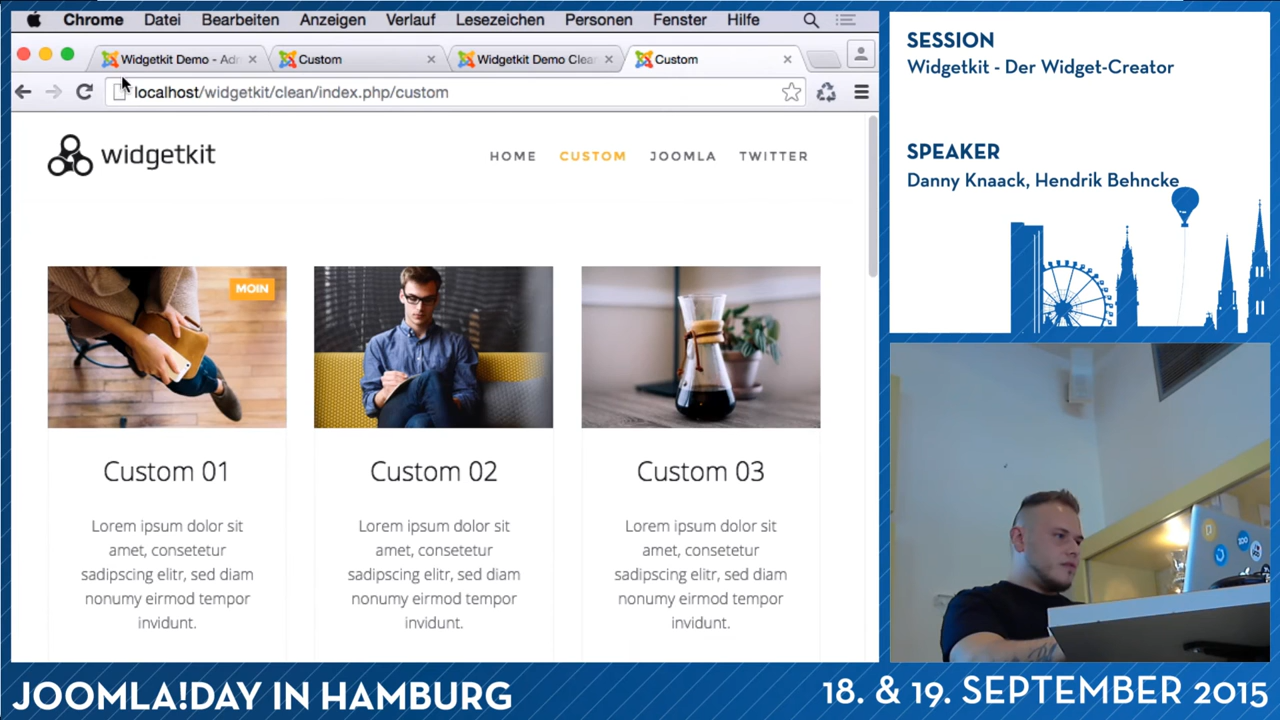 Chrome Datei Bearbeiten Anzeigen Verlauf Lesezeichen Personen Fenster Hilfe
Widgetkit Demo - Adm Custom Widgetkit Demo Clea Custom
localhost/widgetkit/clean/index.php/custom
widgetkit
HOME CUSTOM JOOMLA TWITTER
MOIN
Custom 01
Lorem ipsum dolor sit
amet, consetetur
sadipscing elitr, sed diam
nonumy eirmod tempor
invidunt.
Custom 02
Lorem ipsum dolor sit
amet, consetetur
sadipscing elitr, sed diam
nonumy eirmod tempor
invidunt.
Custom 03
Lorem ipsum dolor sit
amet, consetetur
sadipscing elitr, sed diam
nonumy eirmod tempor
invidunt.
SESSION
Widgetkit - Der Widget-Creator
SPEAKER
Danny Knaack, Hendrik Behncke
JOOMLA!DAY IN HAMBURG
18. & 19. SEPTEMBER 2015